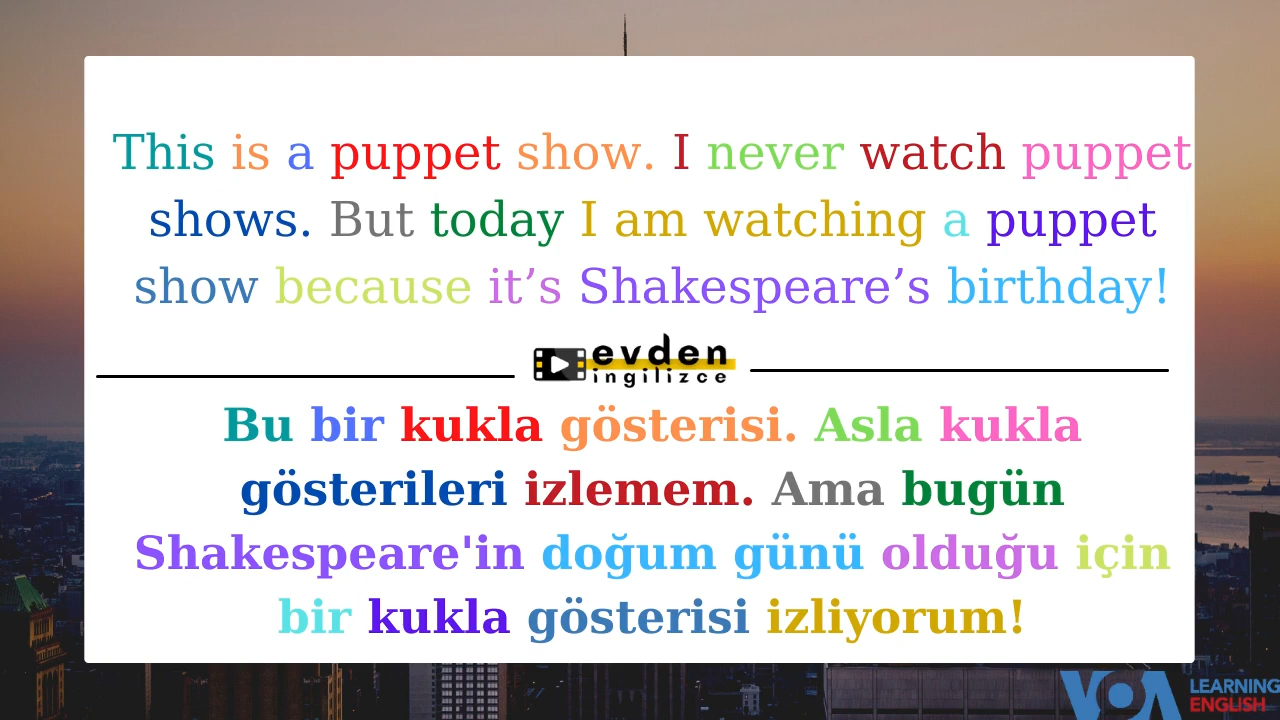 This is a puppet show. I never watch puppet
shows. But today I am watching a puppet
show because it’s Shakespeare’s birthday!
evden
ingilizce
Bu bir kukla gösterisi. Asla kukla
gösterileri izlemem. Ama bugün
Shakespeare'in doğum günü olduğu için
bir kukla gösterisi izliyorum!
VOA LEARNING
ENGLISH